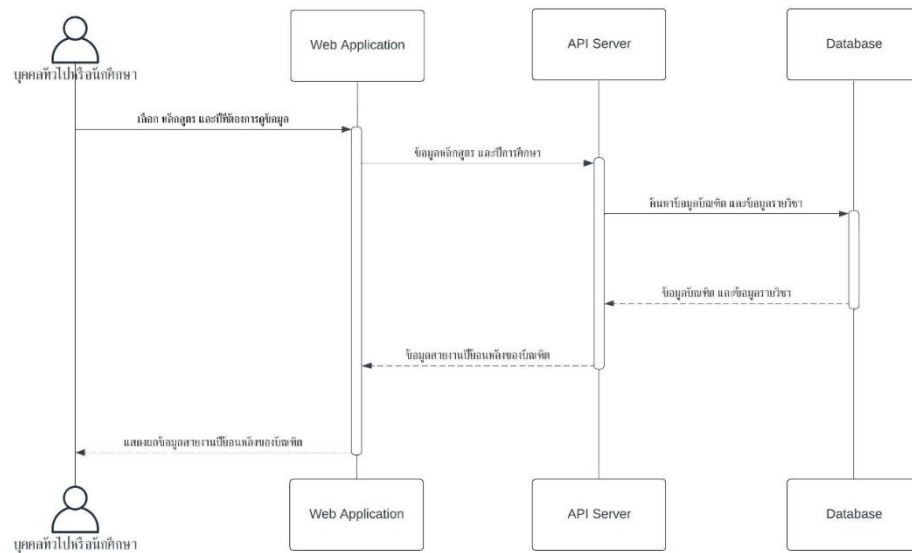 Web Application
API Server
Database
บุคคลทั่วไปหรือนักศึกษา
เลือก หลักสูตร และปีที่ต้องการดูข้อมูล
ข้อมูลหลักสูตร และปีการศึกษา
ค้นหาข้อมูลบัณฑิต และข้อมูลรายวิชา
ข้อมูลบัณฑิต และข้อมูลรายวิชา
ข้อมูลสายงานปีย้อนหลังของบัณฑิต
แสดงผลข้อมูลสายงานปีย้อนหลังของบัณฑิต
Web Application
API Server
Database
บุคคลทั่วไปหรือนักศึกษา